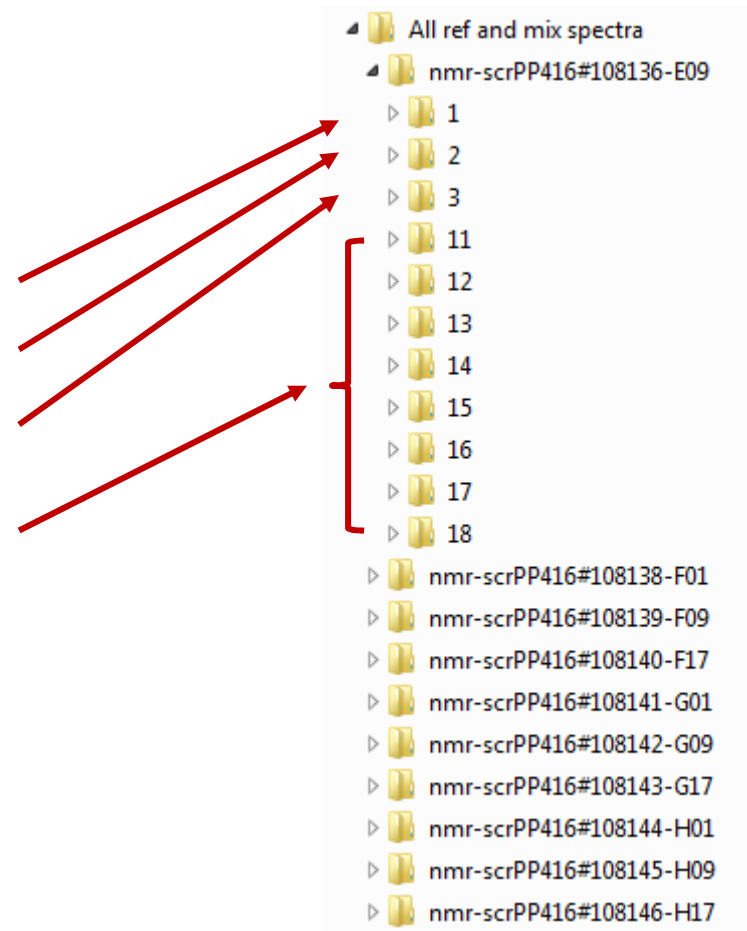 All ref and mix spectra
nmr-scrPP416#108136-E09
1
2
3
11
12
13
14
15
16
17
18
nmr-scrPP416#108138-F01
nmr-scrPP416#108139-F09
nmr-scrPP416#108140-F17
nmr-scrPP416#108141-G01
nmr-scrPP416#108142-G09
nmr-scrPP416#108143-G17
nmr-scrPP416#108144-H01
nmr-scrPP416#108145-H09
nmr-scrPP416#108146-H17